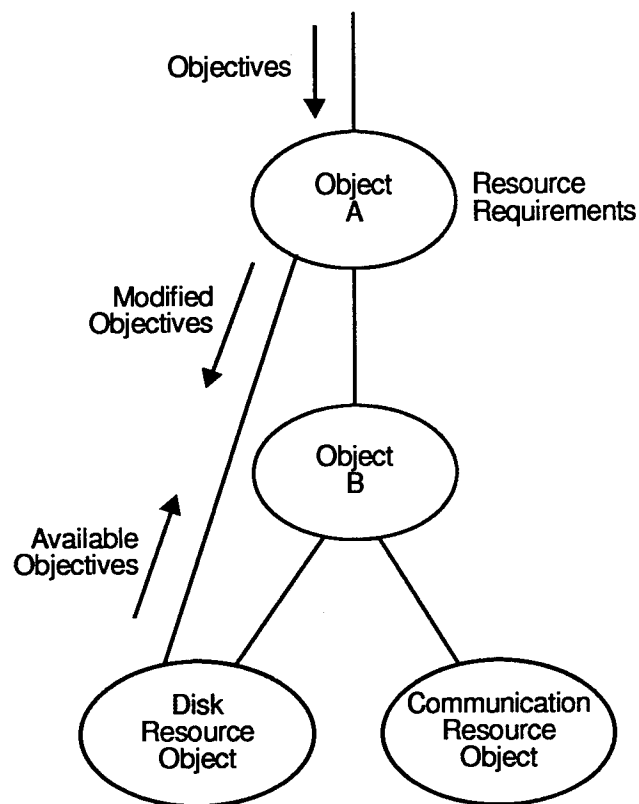 Objectives
Object
A
Resource
Requirements
Modified
Objectives
Object
B
Available
Objectives
Disk
Resource
Object
Communication
Resource
Object